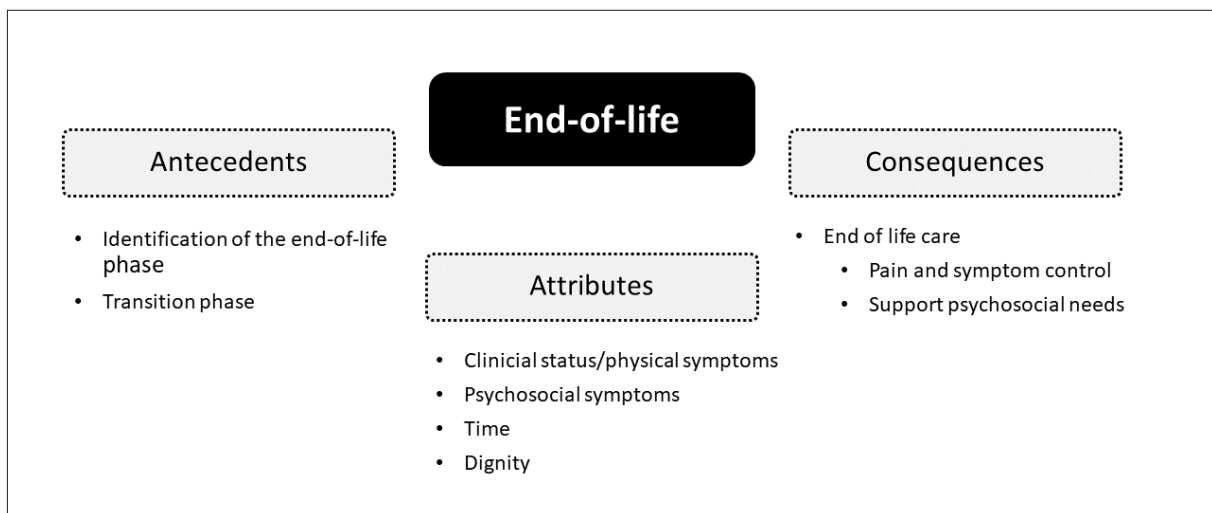 End-of-life
Antecedents
• Identification of the end-of-life
phase
• Transition phase
Attributes
• Clinicial status/physical symptoms
• Psychosocial symptoms
• Time
• Dignity
Consequences
• End of life care
• Pain and symptom control
• Support psychosocial needs